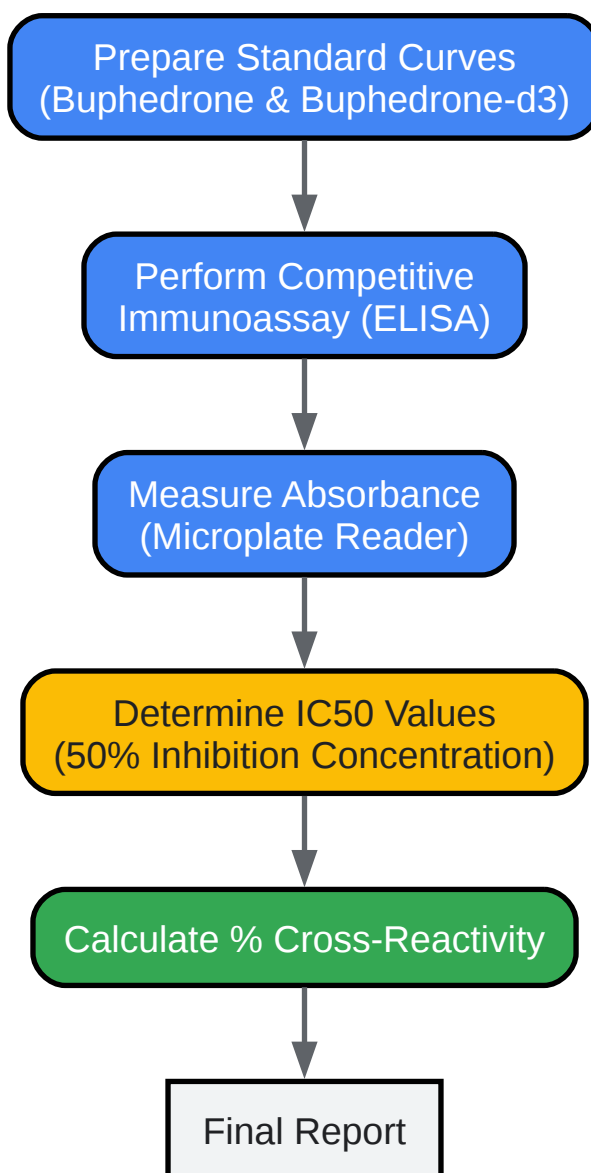 Prepare Standard Curves
(Buphedrone & Buphedrone-d3)
Perform Competitive
Immunoassay (ELISA)
Measure Absorbance
(Microplate Reader)
Determine IC50 Values
(50% Inhibition Concentration)
Calculate % Cross-Reactivity
Final Report